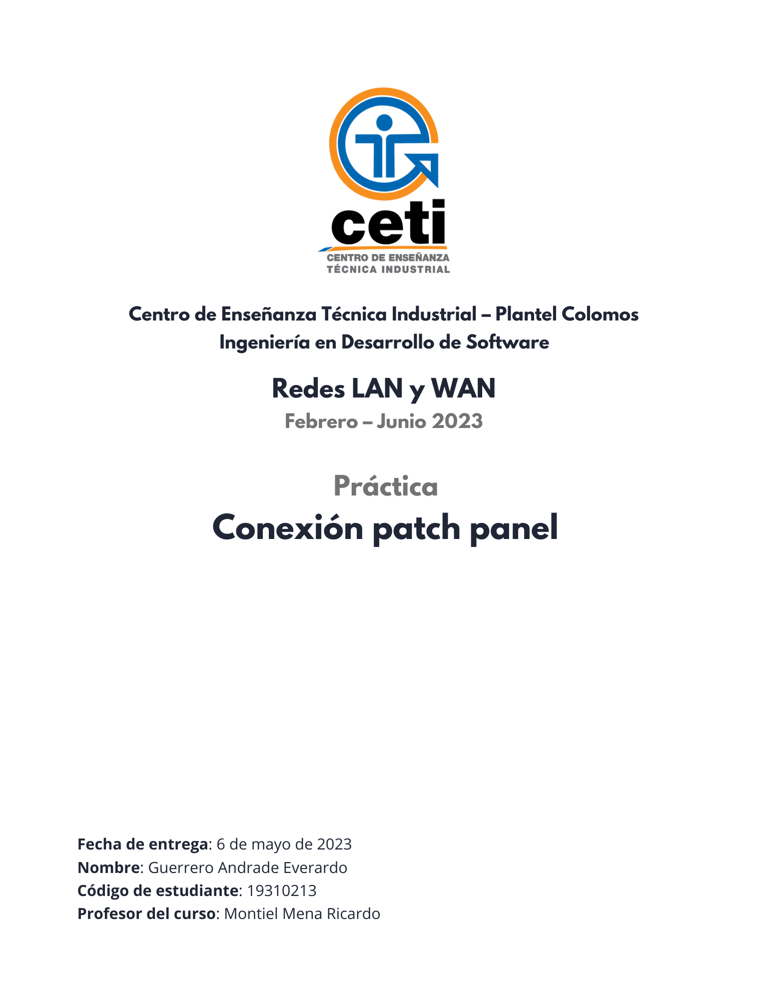 ceti
CENTRO DE ENSEÑANZA
TÉCNICA INDUSTRIAL
Centro de Enseñanza Técnica Industrial – Plantel Colomos
Ingeniería en Desarrollo de Software
Redes LAN y WAN
Febrero – Junio 2023
Práctica
Conexión patch panel
Fecha de entrega: 6 de mayo de 2023
Nombre: Guerrero Andrade Everardo
Código de estudiante: 19310213
Profesor del curso: Montiel Mena Ricardo